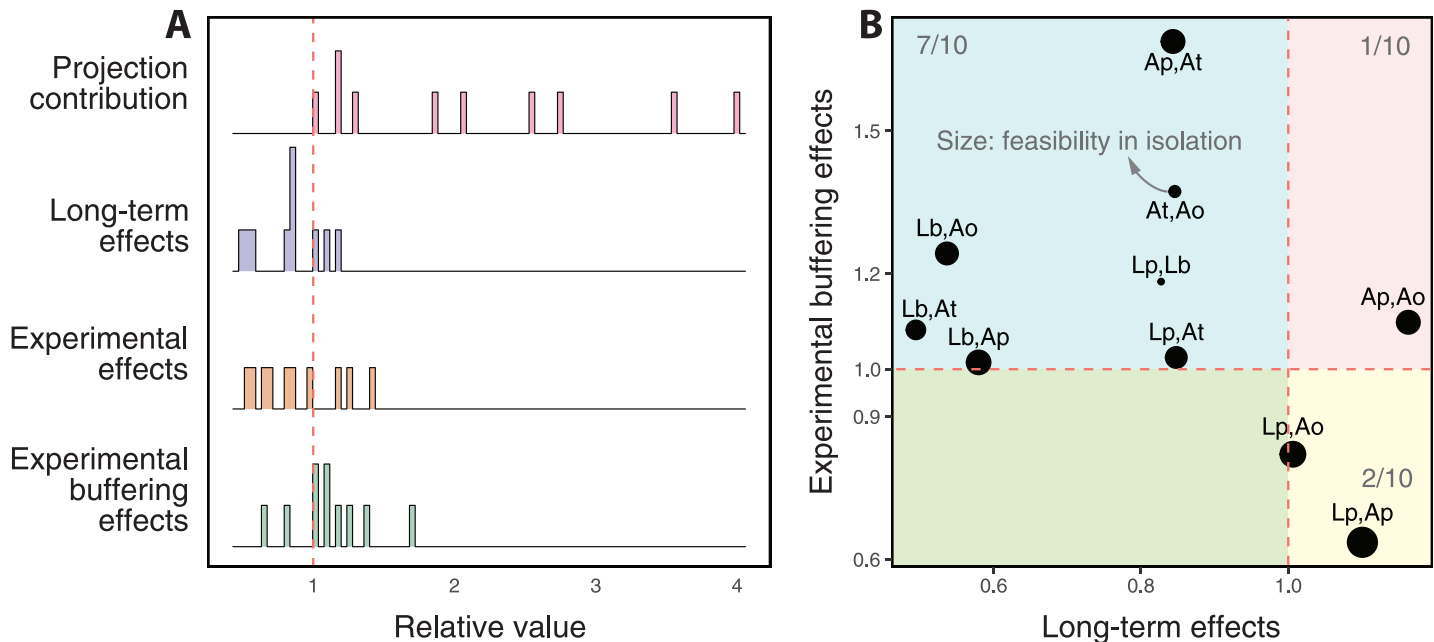 A
Projection
contribution
Long-term
effects
Experimental
effects
Experimental
buffering
effects
1
2
3
4
Relative value
B
Experimental buffering effects
1.5
1.2
1.0
0.9
0.6
7/10
1/10
Ap,At
Size: feasibility in isolation
At,Ao
Lb,Ao
Lp,Lb
Ap,Ao
Lb,At
Lb,Ap
Lp,At
Lp,Ao
2/10
Lp,Ap
0.6
0.8
1.0
Long-term effects